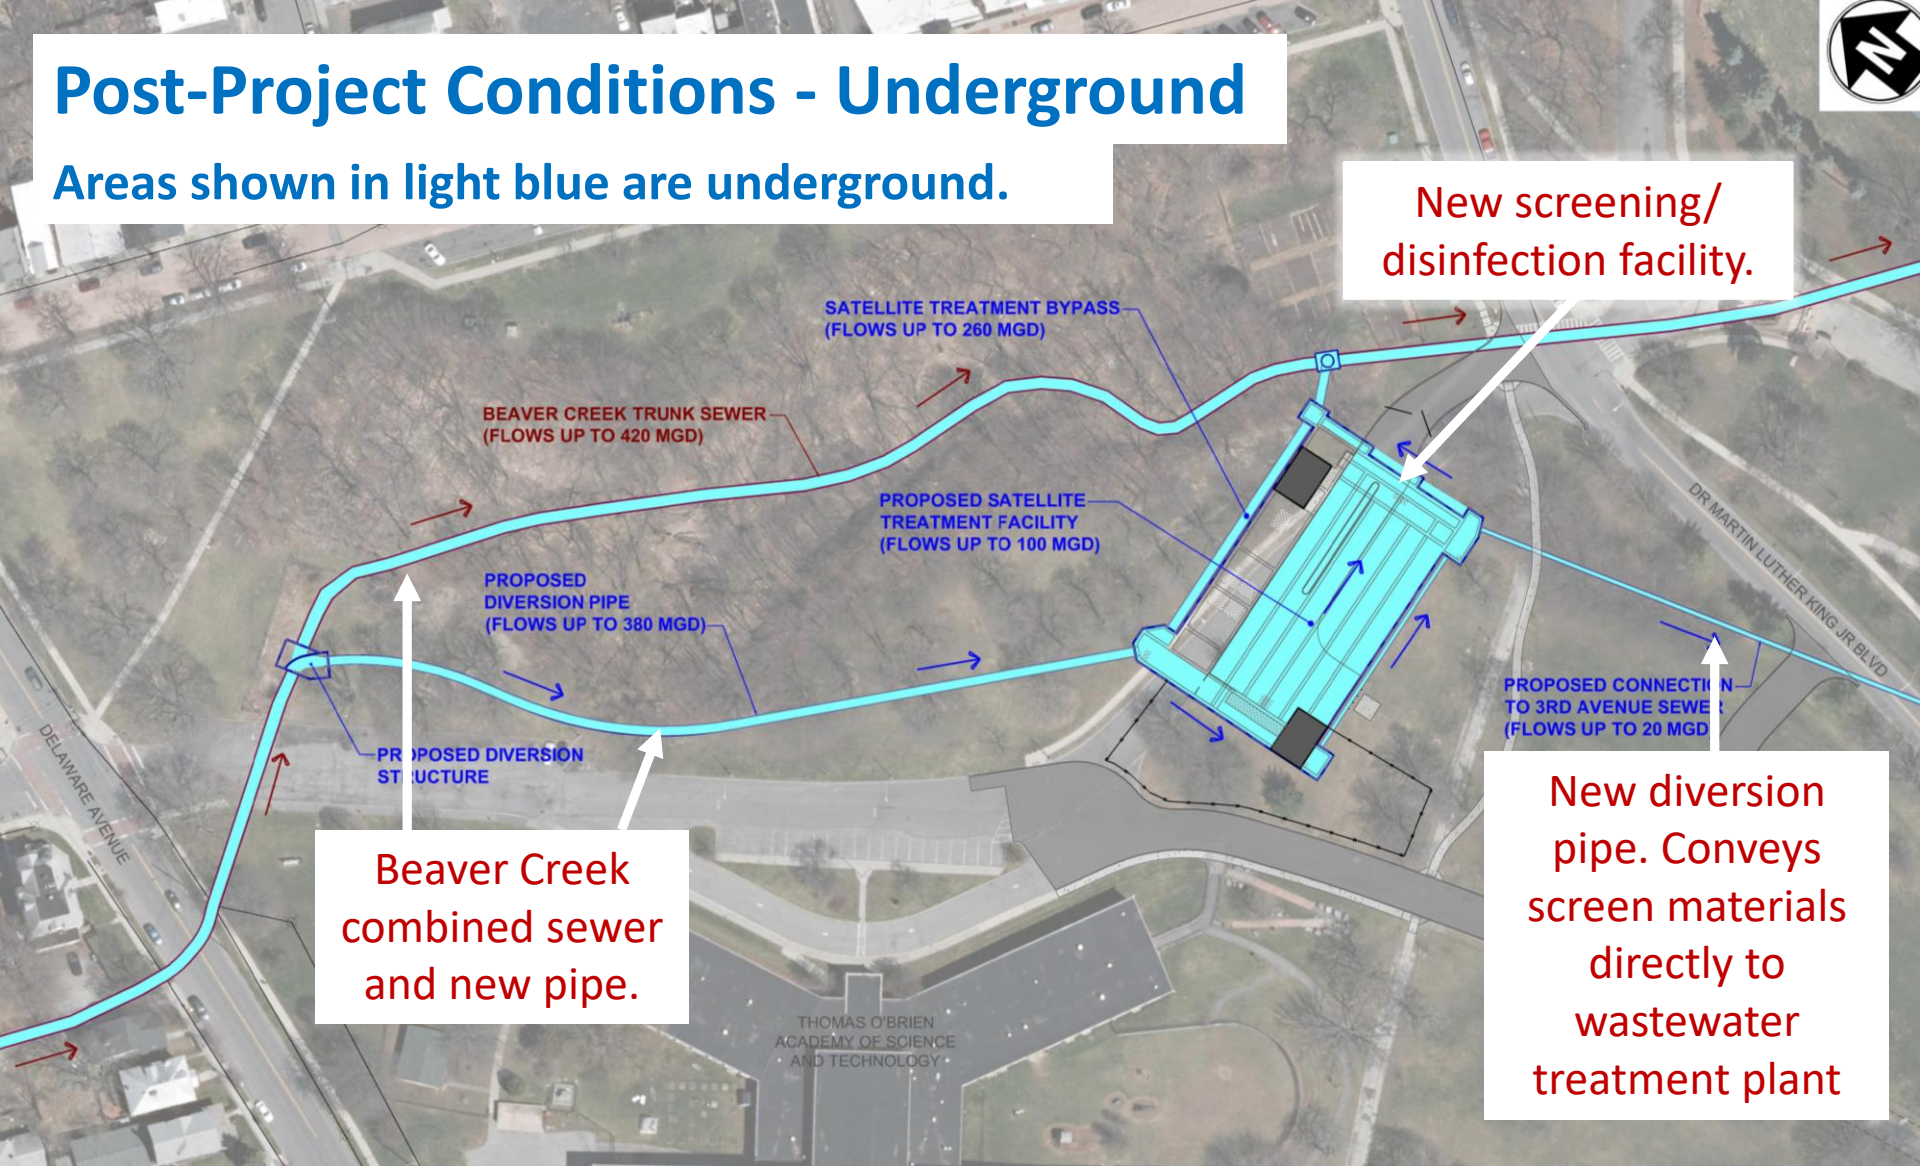 Post-Project Conditions - Underground
Areas shown in light blue are underground.
N
New screening/
disinfection facility.
SATELLITE TREATMENT BYPASS
(FLOWS UP TO 260 MGD)
BEAVER CREEK TRUNK SEWER
(FLOWS UP TO 420 MGD)
PROPOSED SATELLITE
TREATMENT FACILITY
(FLOWS UP TO 100 MGD)
PROPOSED
DIVERSION PIPE
(FLOWS UP TO 380 MGD)
DR MARTIN LUTHER KING JR BLVD
PROPOSED CONNECTION
TO 3RD AVENUE SEWER
(FLOWS UP TO 20 MGD
PROPOSED DIVERSION
STRUCTURE
DELAWARE AVENUE
Beaver Creek
combined sewer
and new pipe.
New diversion
pipe. Conveys
screen materials
directly to
wastewater
treatment plant
THOMAS O'BRIEN
ACADEMY OF SCIENCE
AND TECHNOLOGY